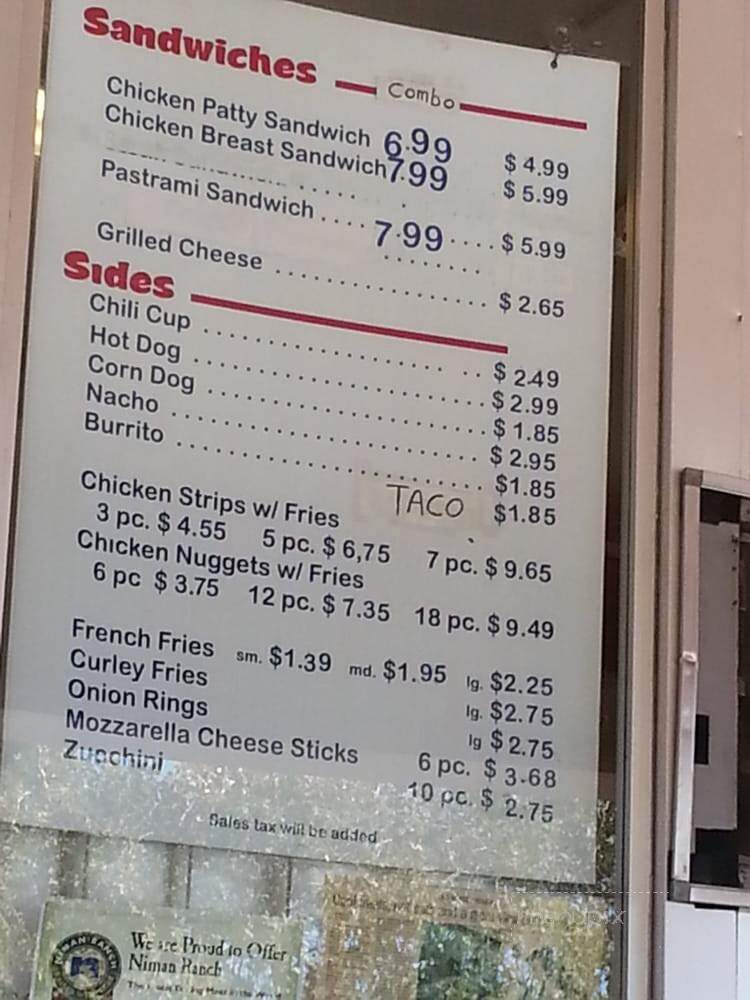 Sandwiches Combo
Chicken Patty Sandwich 6.99 $4.99
Chicken Breast Sandwich 7.99 $5.99
Pastrami Sandwich .... 7.99 .... $5.99
Grilled Cheese ................ $2.65
Sides
Chili Cup ................ $2.49
Hot Dog ................ $2.99
Corn Dog ................ $1.85
Nacho ................ $2.95
Burrito ................ $1.85
TACO $1.85
Chicken Strips w/ Fries
3 pc. $4.55 5 pc. $6,75 7 pc. $9.65
Chicken Nuggets w/ Fries
6 pc $3.75 12 pc. $7.35 18 pc. $9.49
French Fries sm. $1.39 md. $1.95 lg. $2.25
Curley Fries lg. $2.75
Onion Rings lg $2.75
Mozzarella Cheese Sticks 6 pc. $3.68
Zucchini 10 pc. $2.75
Sales tax will be added
We are Proud to Offer
Niman Ranch